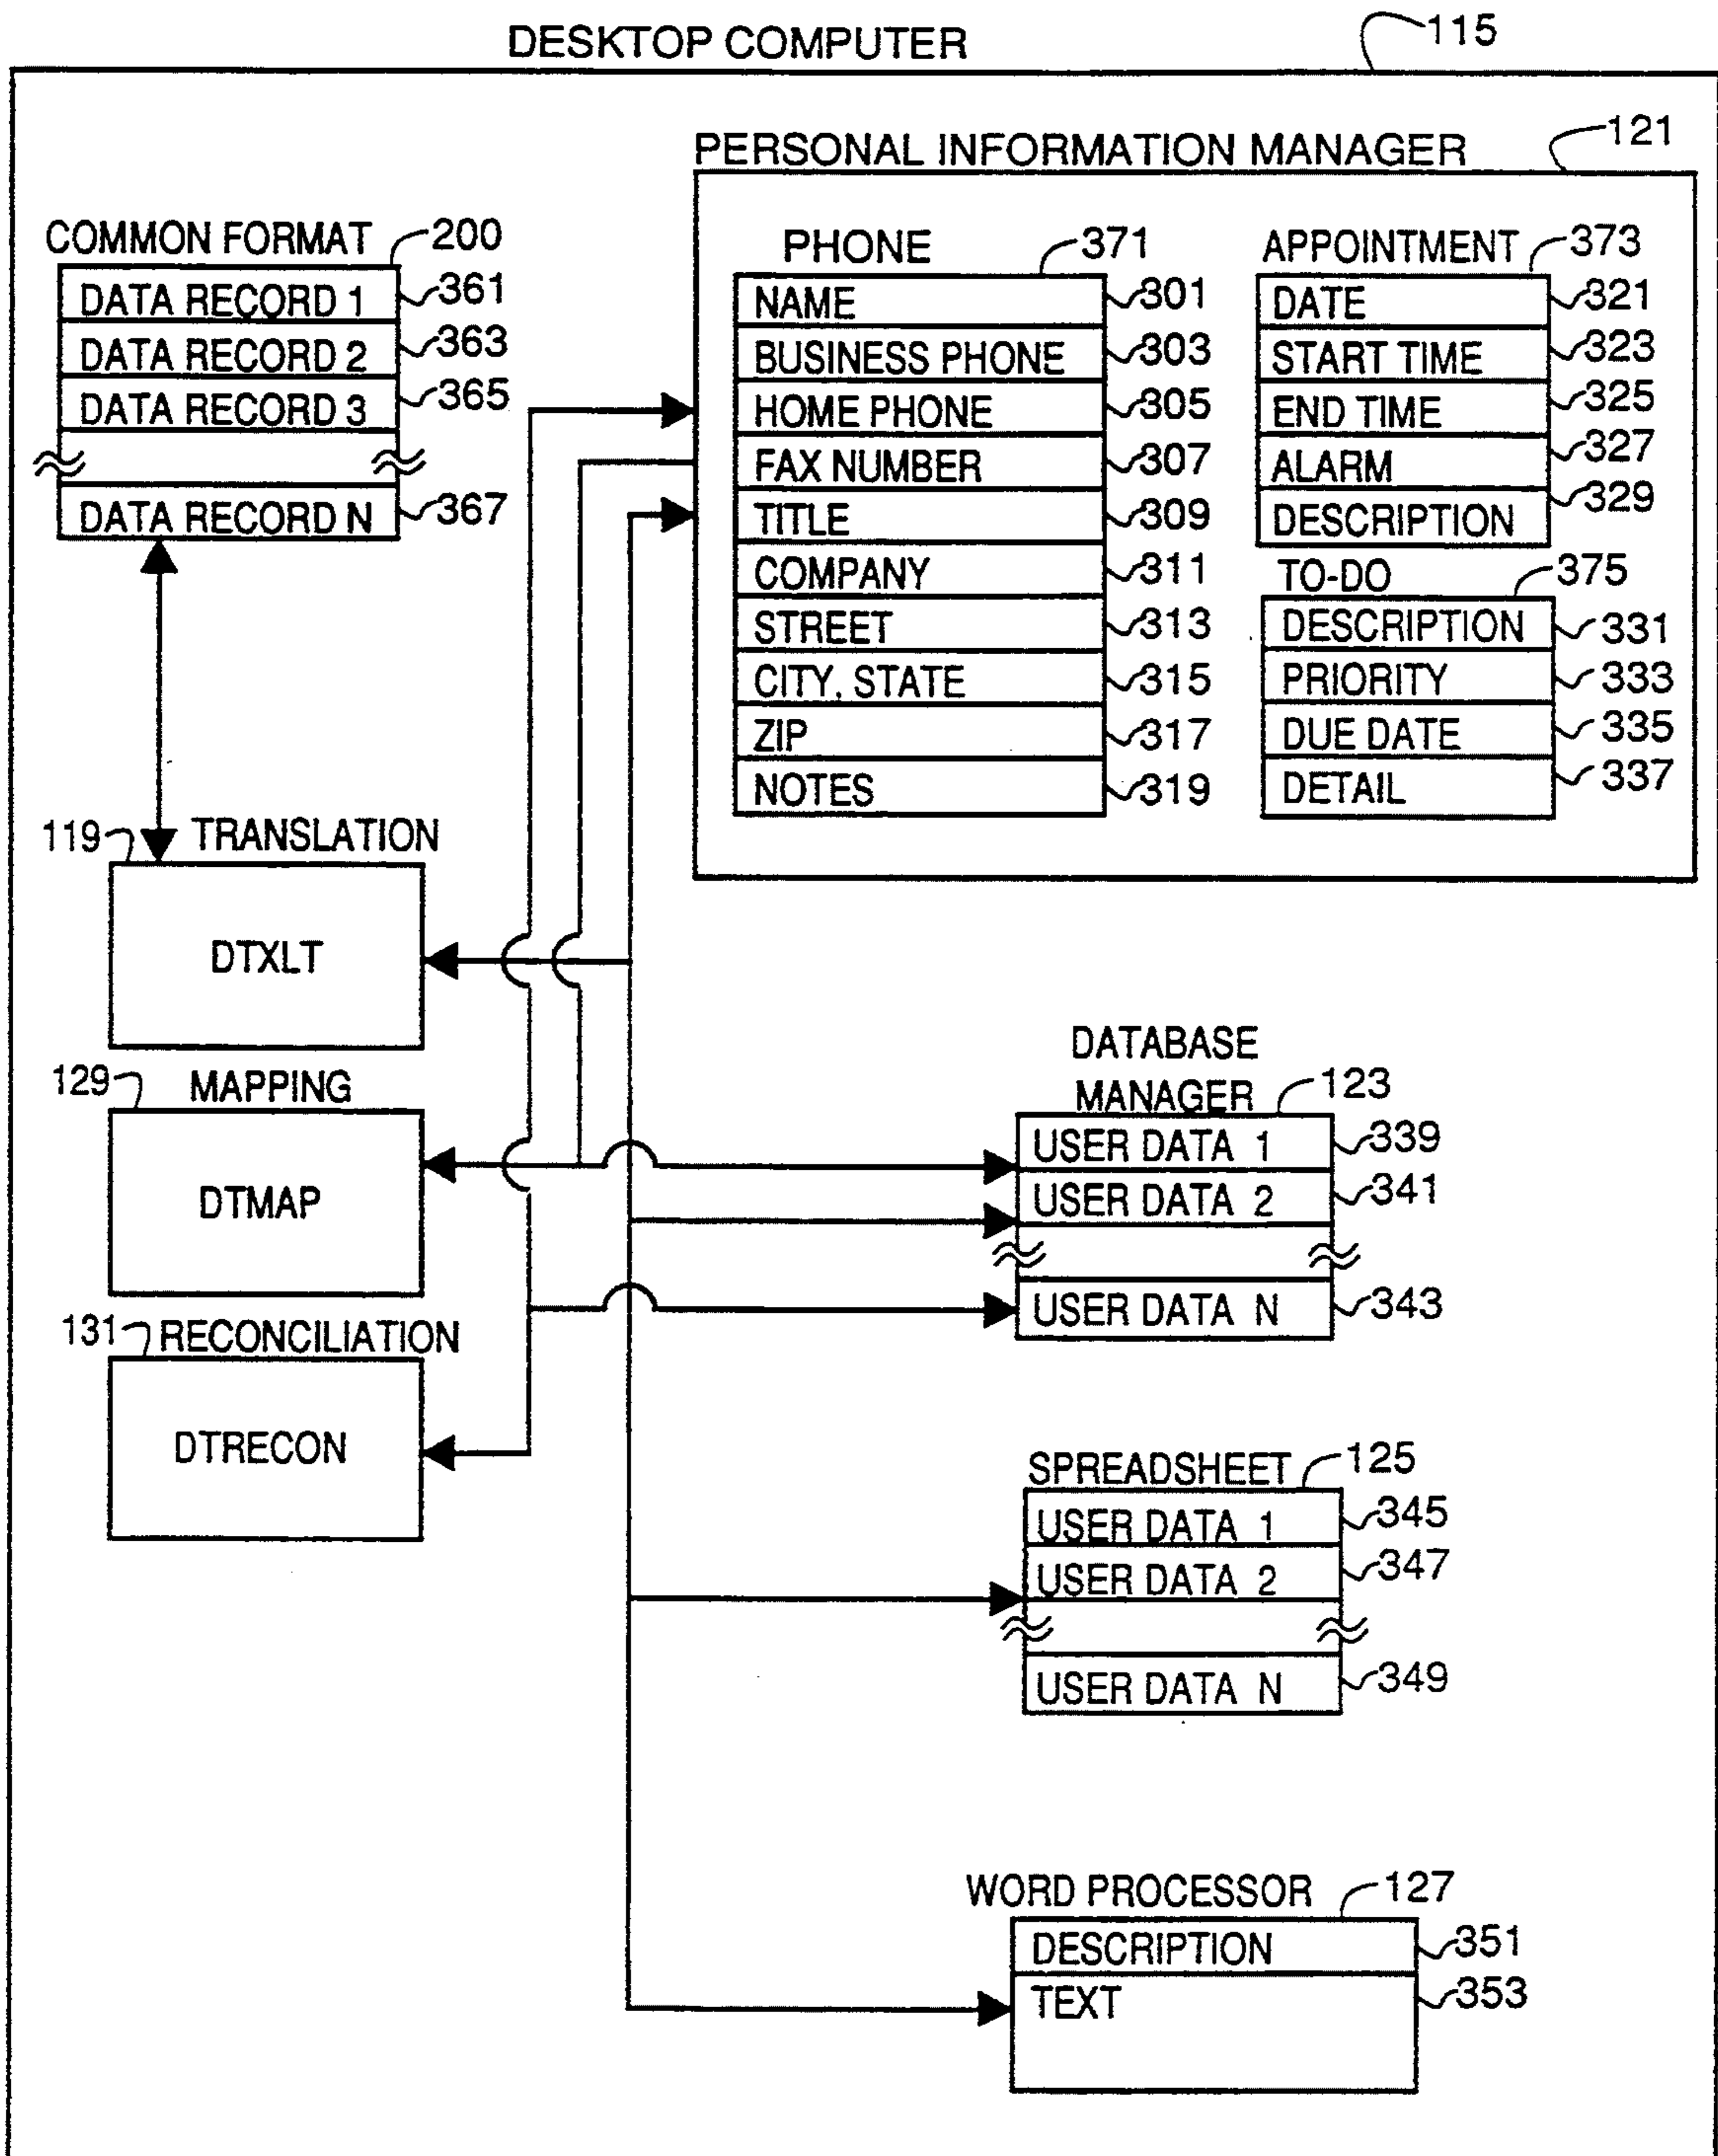 DESKTOP COMPUTER 115
PERSONAL INFORMATION MANAGER 121
COMMON FORMAT 200
DATA RECORD 1 361
DATA RECORD 2 363
DATA RECORD 3 365
DATA RECORD N 367
PHONE 371
NAME 301
BUSINESS PHONE 303
HOME PHONE 305
FAX NUMBER 307
TITLE 309
COMPANY 311
STREET 313
CITY, STATE 315
ZIP 317
NOTES 319
APPOINTMENT 373
DATE 321
START TIME 323
END TIME 325
ALARM 327
DESCRIPTION 329
TO-DO 375
DESCRIPTION 331
PRIORITY 333
DUE DATE 335
DETAIL 337
119 TRANSLATION
DTXLT
129 MAPPING
DTMAP
131 RECONCILIATION
DTRECON
DATABASE
MANAGER 123
USER DATA 1 339
USER DATA 2 341
USER DATA N 343
SPREADSHEET 125
USER DATA 1 345
USER DATA 2 347
USER DATA N 349
WORD PROCESSOR 127
DESCRIPTION 351
TEXT 353